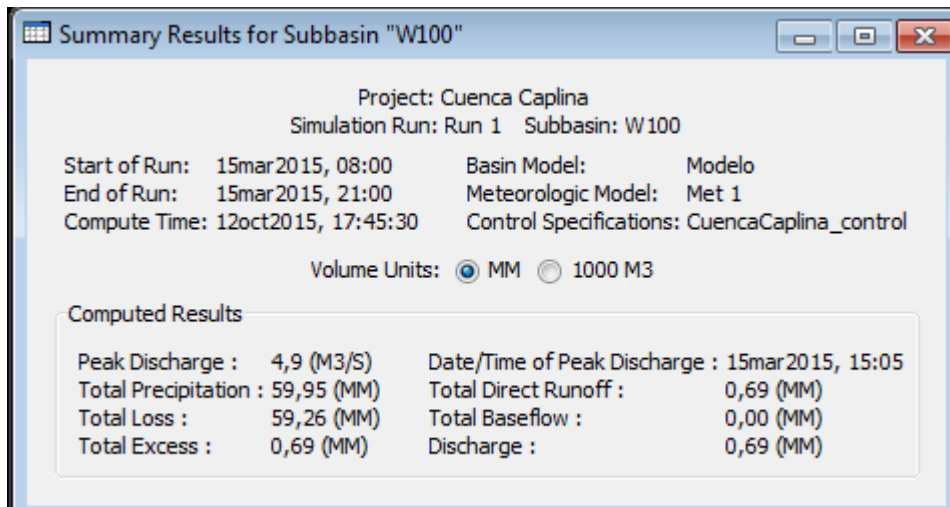 Summary Results for Subbasin "W100"
Project: Cuenca Caplina
Simulation Run: Run 1 Subbasin: W100
Start of Run: 15mar2015, 08:00 Basin Model: Modelo
End of Run: 15mar2015, 21:00 Meteorologic Model: Met 1
Compute Time: 12oct2015, 17:45:30 Control Specifications: CuencaCaplina_control
Volume Units: MM 1000 M3
Computed Results
Peak Discharge : 4,9 (M3/S) Date/Time of Peak Discharge : 15mar2015, 15:05
Total Precipitation : 59,95 (MM) Total Direct Runoff : 0,69 (MM)
Total Loss : 59,26 (MM) Total Baseflow : 0,00 (MM)
Total Excess : 0,69 (MM) Discharge : 0,69 (MM)